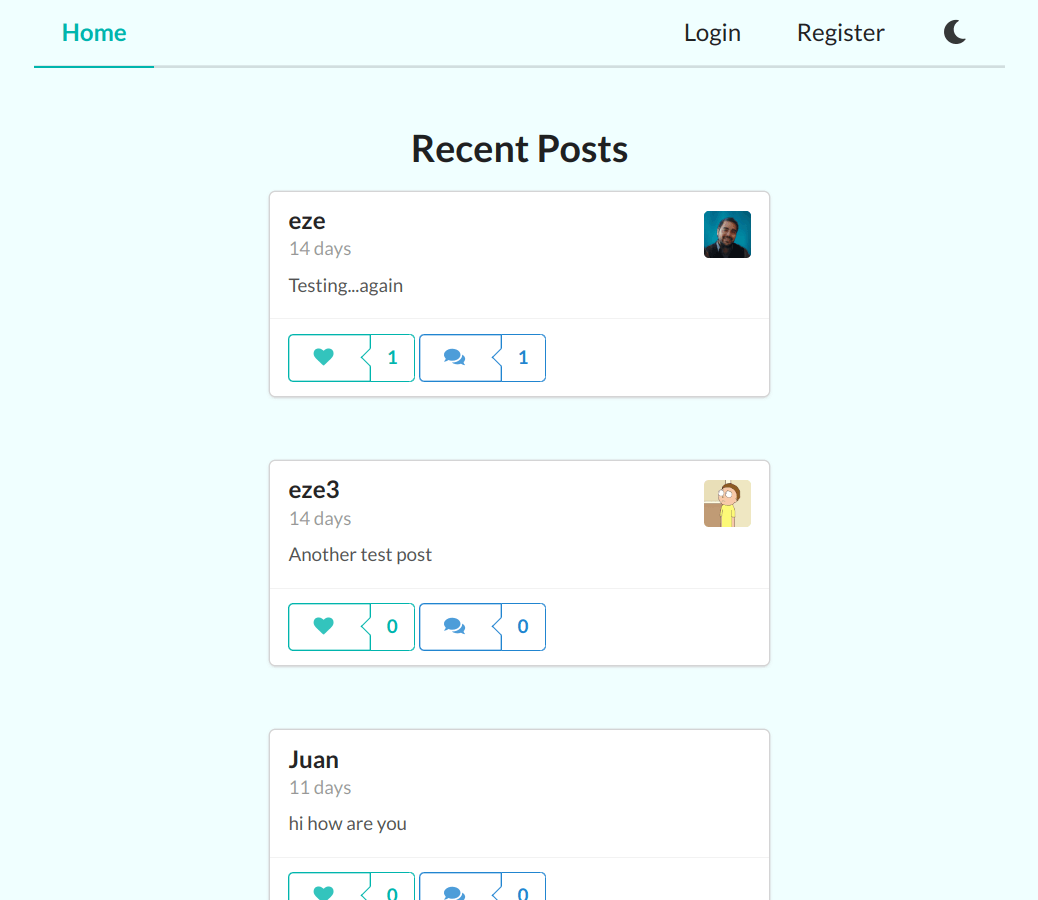 Home Login Register
Recent Posts
eze
14 days
Testing...again
1 1
eze3
14 days
Another test post
0 0
Juan
11 days
hi how are you
0 0